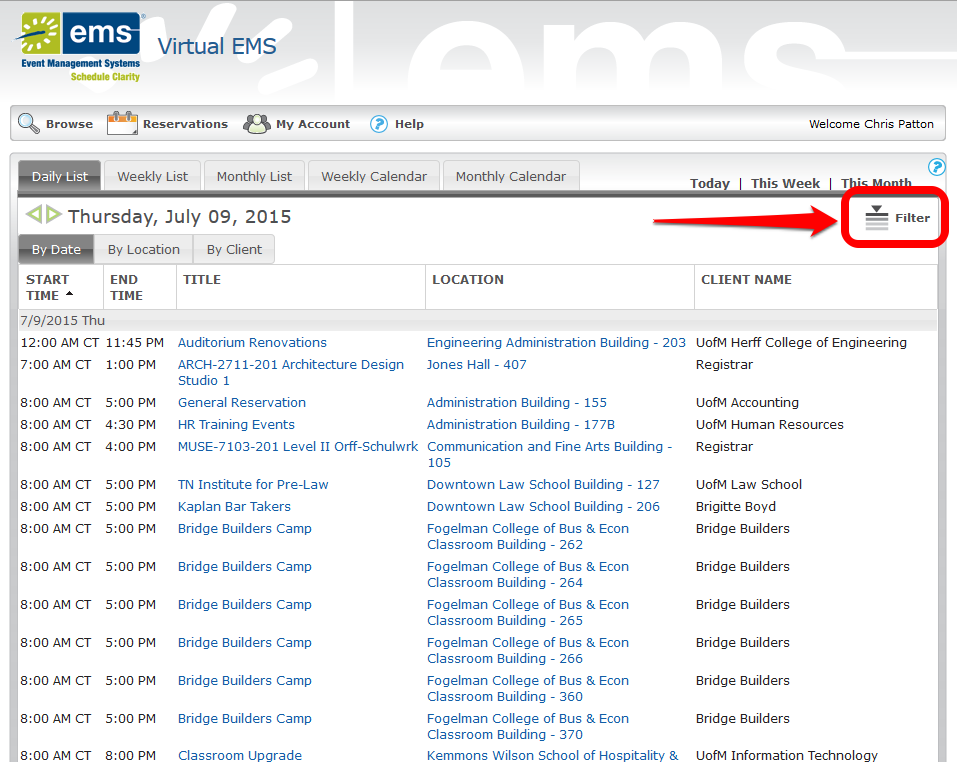 ems
Event Management Systems
Schedule Clarity
Virtual EMS
ems
Browse Reservations My Account ? Help Welcome Chris Patton
Daily List Weekly List Monthly List Weekly Calendar Monthly Calendar ?
Today | This Week | This Month
Thursday, July 09, 2015 Filter
By Date By Location By Client
START TIME END TIME TITLE LOCATION CLIENT NAME
7/9/2015 Thu
12:00 AM CT 11:45 PM Auditorium Renovations Engineering Administration Building - 203 UofM Herff College of Engineering
7:00 AM CT 1:00 PM ARCH-2711-201 Architecture Design Jones Hall - 407 Registrar
Studio 1
8:00 AM CT 5:00 PM General Reservation Administration Building - 155 UofM Accounting
8:00 AM CT 4:30 PM HR Training Events Administration Building - 177B UofM Human Resources
8:00 AM CT 4:00 PM MUSE-7103-201 Level II Orff-Schulwrk Communication and Fine Arts Building - Registrar
105
8:00 AM CT 5:00 PM TN Institute for Pre-Law Downtown Law School Building - 127 UofM Law School
8:00 AM CT 5:00 PM Kaplan Bar Takers Downtown Law School Building - 206 Brigitte Boyd
8:00 AM CT 5:00 PM Bridge Builders Camp Fogelman College of Bus & Econ Bridge Builders
Classroom Building - 262
8:00 AM CT 5:00 PM Bridge Builders Camp Fogelman College of Bus & Econ Bridge Builders
Classroom Building - 264
8:00 AM CT 5:00 PM Bridge Builders Camp Fogelman College of Bus & Econ Bridge Builders
Classroom Building - 265
8:00 AM CT 5:00 PM Bridge Builders Camp Fogelman College of Bus & Econ Bridge Builders
Classroom Building - 266
8:00 AM CT 5:00 PM Bridge Builders Camp Fogelman College of Bus & Econ Bridge Builders
Classroom Building - 360
8:00 AM CT 5:00 PM Bridge Builders Camp Fogelman College of Bus & Econ Bridge Builders
Classroom Building - 370
8:00 AM CT 8:00 PM Classroom Upgrade Kemmons Wilson School of Hospitality & UofM Information Technology